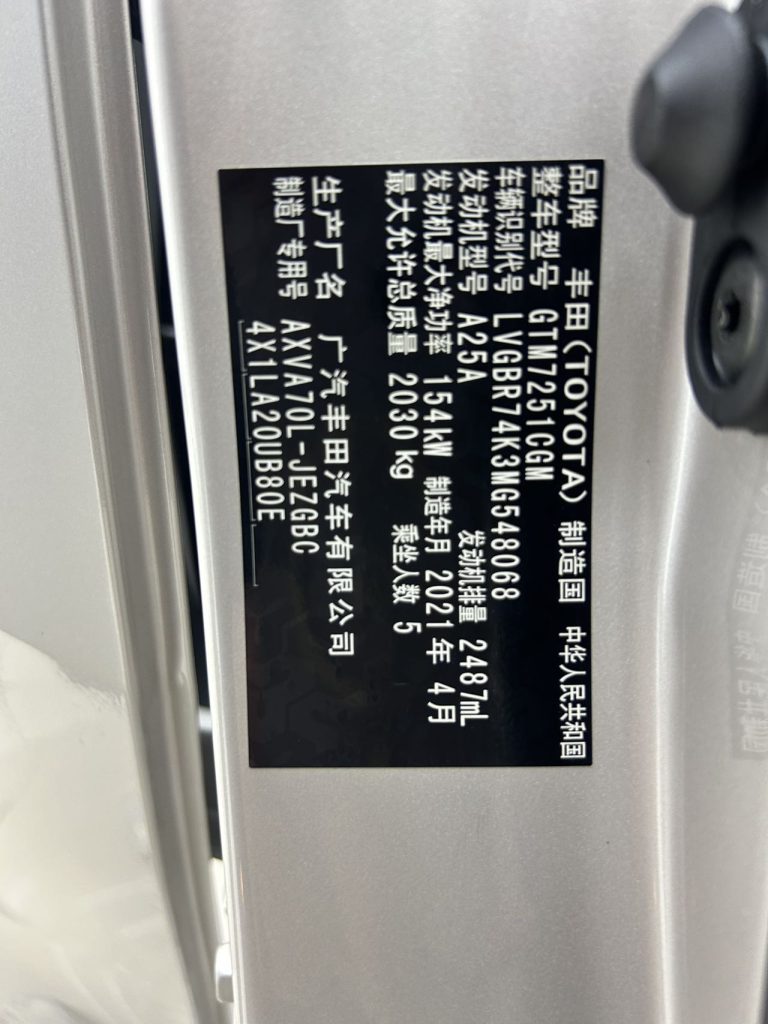 品牌 丰田(TOYOTA) 制造国 中华人民共和国
整车型号 GTM7251CGM
车辆识别代号 LVGBR74K3MG548068
发动机型号 A25A 发动机排量 2487mL
发动机最大净功率 154kW 制造年月 2021年 4月
最大允许总质量 2030kg 乘坐人数 5
生产厂名 广汽丰田汽车有限公司
制造厂专用号 AXVA70L-JEZGBC
4X1LA20UB80E